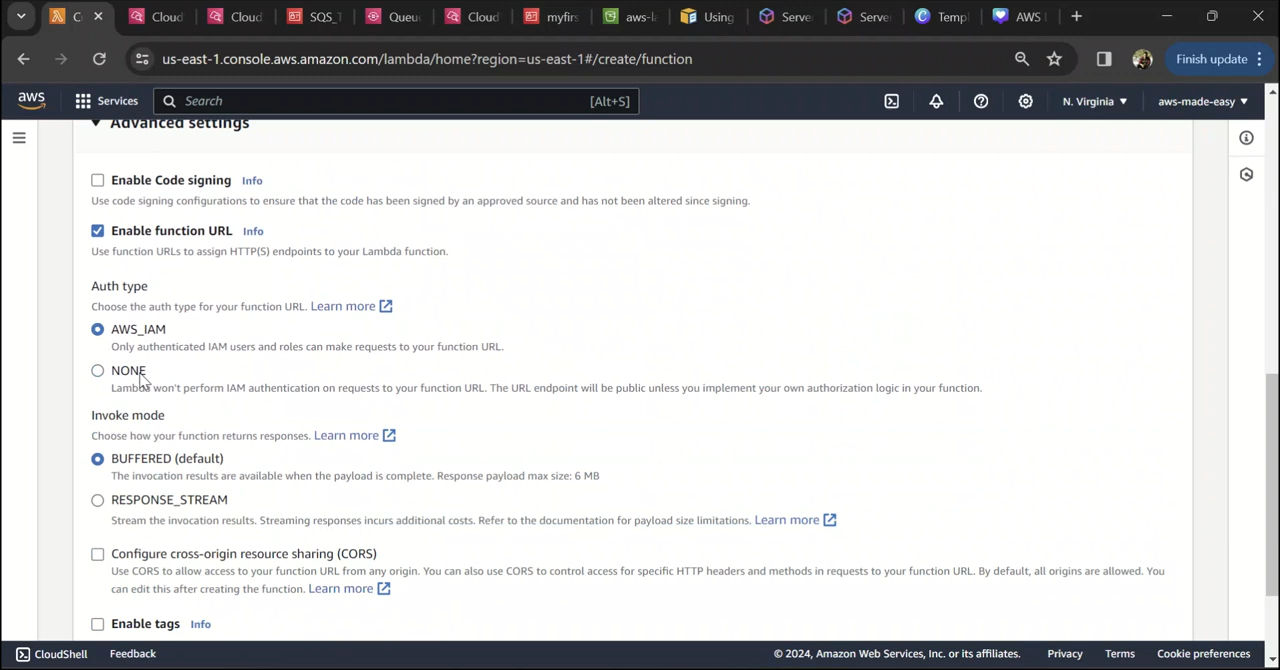 C
Cloud
Cloud
SQS_T
Queu
Cloud
myfirs
aws-la
Using
Serve
Serve
Templ
AWS
us-east-1.console.aws.amazon.com/lambda/home?region=us-east-1#/create/function
Finish update
aws
Services
Search
[Alt+S]
N. Virginia
aws-made-easy
Advanced settings
Enable Code signing Info
Use code signing configurations to ensure that the code has been signed by an approved source and has not been altered since signing.
Enable function URL Info
Use function URLs to assign HTTP(S) endpoints to your Lambda function.
Auth type
Choose the auth type for your function URL. Learn more
AWS_IAM
Only authenticated IAM users and roles can make requests to your function URL.
NONE
Lambda won't perform IAM authentication on requests to your function URL. The URL endpoint will be public unless you implement your own authorization logic in your function.
Invoke mode
Choose how your function returns responses. Learn more
BUFFERED (default)
The invocation results are available when the payload is complete. Response payload max size: 6 MB
RESPONSE_STREAM
Stream the invocation results. Streaming responses incurs additional costs. Refer to the documentation for payload size limitations. Learn more
Configure cross-origin resource sharing (CORS)
Use CORS to allow access to your function URL from any origin. You can also use CORS to control access for specific HTTP headers and methods in requests to your function URL. By default, all origins are allowed. You
can edit this after creating the function. Learn more
Enable tags Info
CloudShell
Feedback
© 2024, Amazon Web Services, Inc. or its affiliates.
Privacy
Terms
Cookie preferences